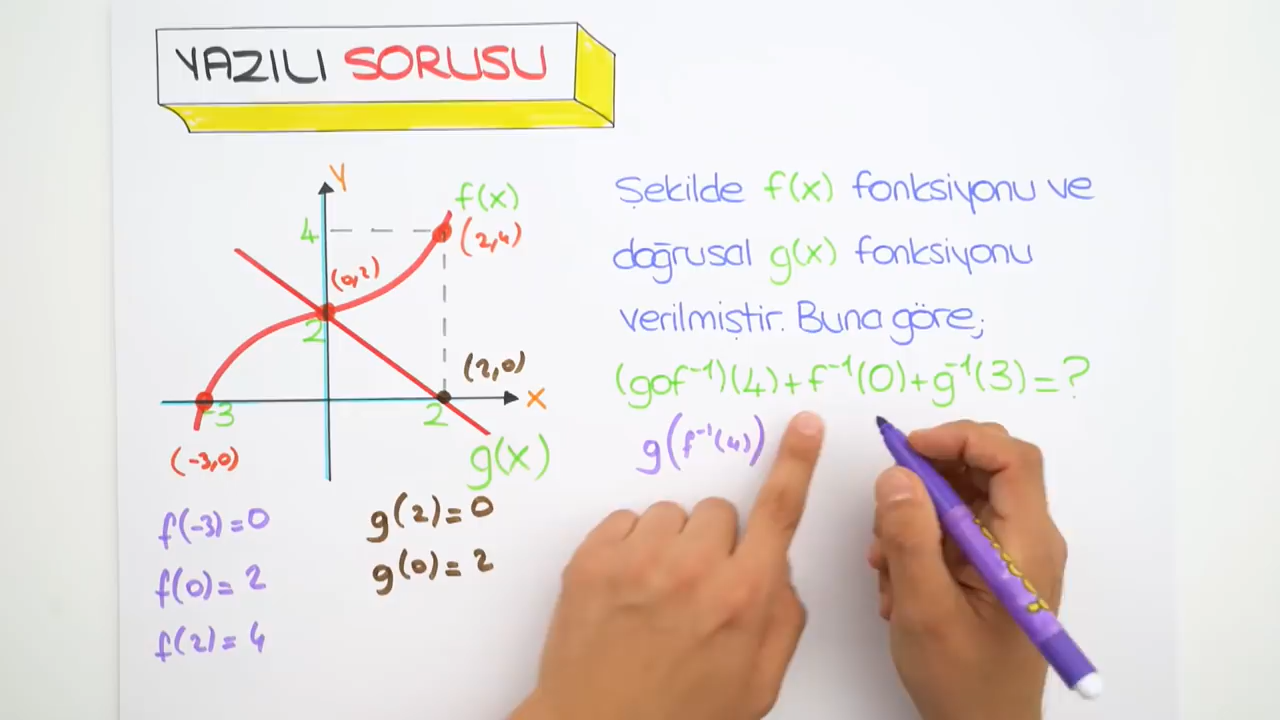 YAZILI SORUSU
Y
f(x)
4
(2,4)
(0,2)
2
(2,0)
-3
2
X
(-3,0)
g(x)
f(-3)=0
f(0)=2
f(2)=4
g(2)=0
g(0)=2
Şekilde f(x) fonksiyonu ve
doğrusal g(x) fonksiyonu
verilmiştir. Buna göre;
(gof⁻¹)(4)+f⁻¹(0)+g⁻¹(3)=?
g(f⁻¹(4))